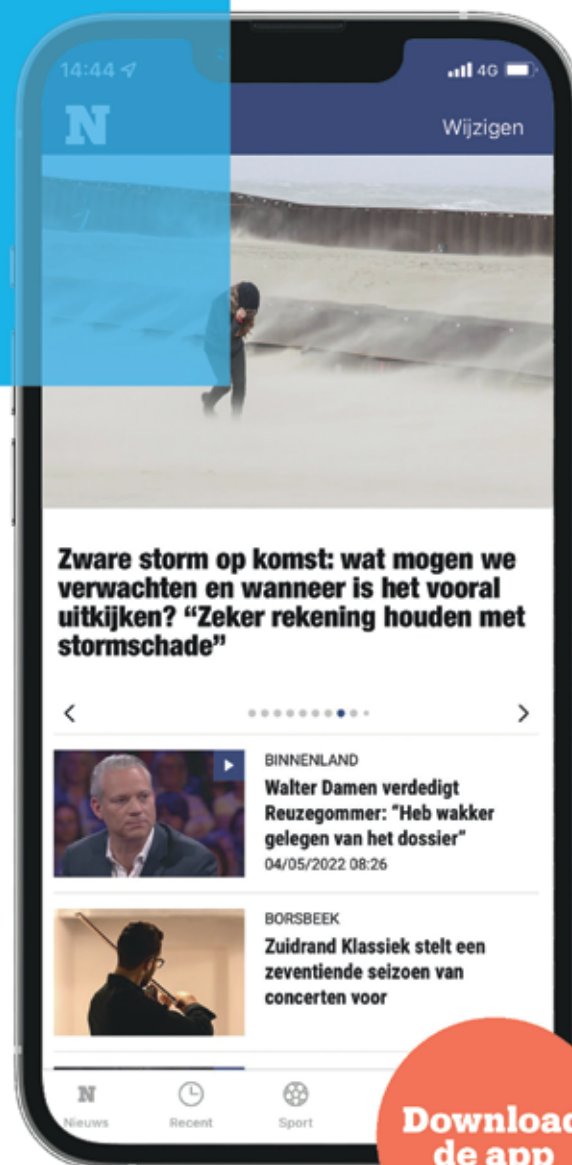 14:44
4G
N
Wijzigen
Zware storm op komst: wat mogen we
verwachten en wanneer is het vooral
uitkijken? “Zeker rekening houden met
stormschade”
BINNENLAND
Walter Damen verdedigt
Reuzegommer: “Heb wakker
gelegen van het dossier”
04/05/2022 08:26
BORSBEEK
Zuidrand Klassiek stelt een
zeventiende seizoen van
concerten voor
N
Nieuws
Recent
Sport
Download
de app